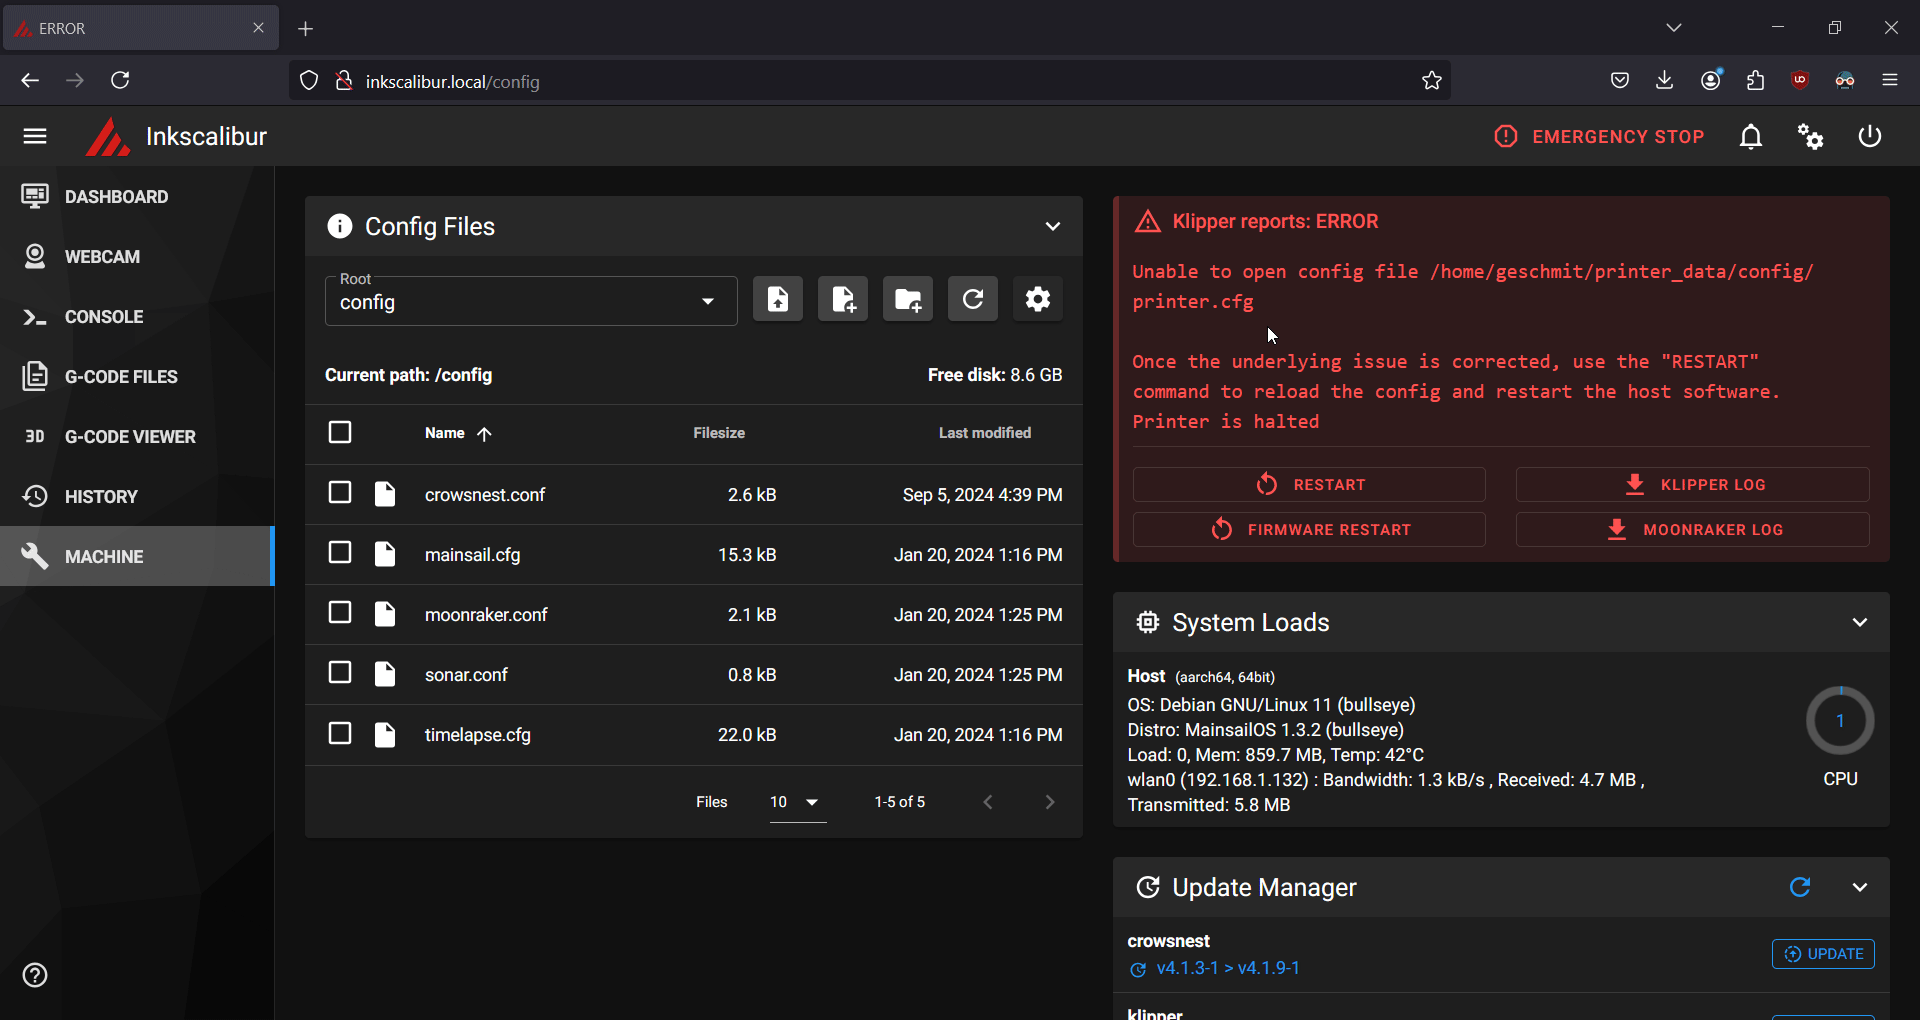 ERROR
inkscalibur.local/config
Inkscalibur
EMERGENCY STOP
DASHBOARD
WEBCAM
CONSOLE
G-CODE FILES
3D G-CODE VIEWER
HISTORY
MACHINE
Config Files
Root
config
Current path: /config
Free disk: 8.6 GB
Name Filesize Last modified
crowsnest.conf 2.6 kB Sep 5, 2024 4:39 PM
mainsail.cfg 15.3 kB Jan 20, 2024 1:16 PM
moonraker.conf 2.1 kB Jan 20, 2024 1:25 PM
sonar.conf 0.8 kB Jan 20, 2024 1:25 PM
timelapse.cfg 22.0 kB Jan 20, 2024 1:16 PM
Files 10 1-5 of 5
Klipper reports: ERROR
Unable to open config file /home/geschmit/printer_data/config/
printer.cfg
Once the underlying issue is corrected, use the "RESTART"
command to reload the config and restart the host software.
Printer is halted
RESTART
KLIPPER LOG
FIRMWARE RESTART
MOONRAKER LOG
System Loads
Host (aarch64, 64bit)
OS: Debian GNU/Linux 11 (bullseye)
Distro: MainsailOS 1.3.2 (bullseye)
Load: 0, Mem: 859.7 MB, Temp: 42°C
wlan0 (192.168.1.132) : Bandwidth: 1.3 kB/s , Received: 4.7 MB ,
Transmitted: 5.8 MB
1
CPU
Update Manager
crowsnest
v4.1.3-1 > v4.1.9-1
UPDATE
klipper